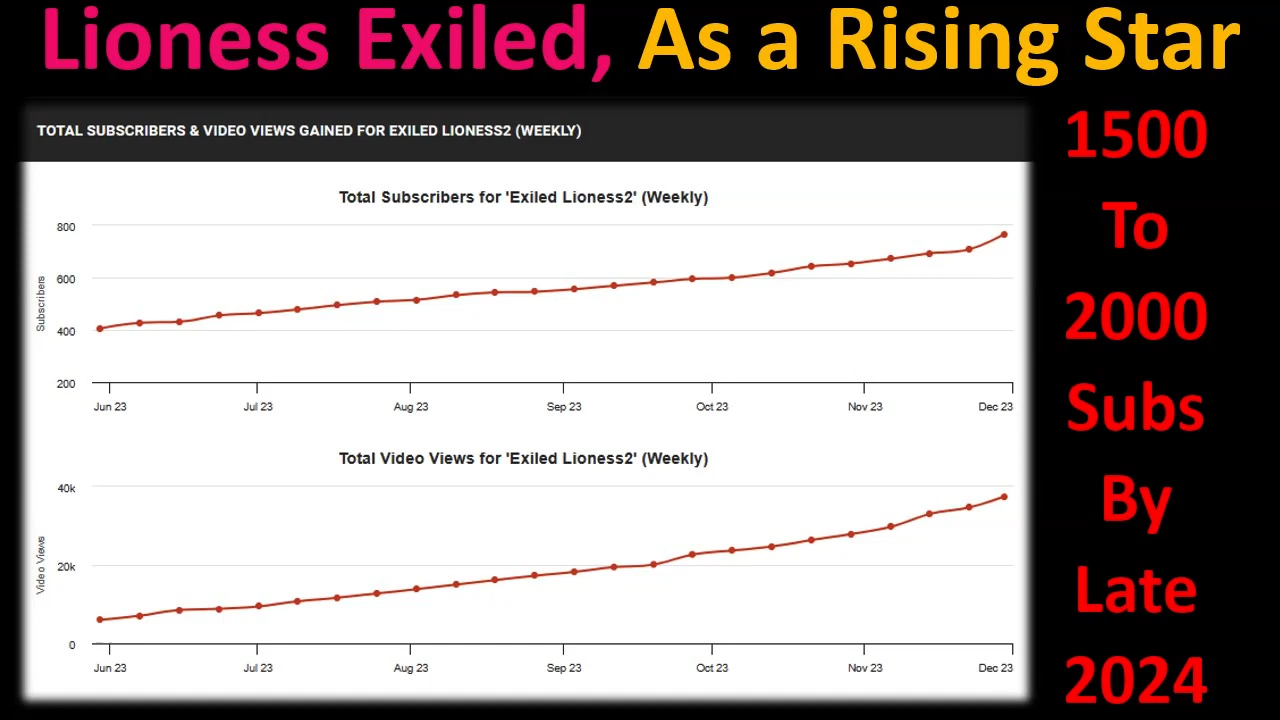 Lioness Exiled, As a Rising Star
TOTAL SUBSCRIBERS & VIDEO VIEWS GAINED FOR EXILED LIONESS2 (WEEKLY)
Total Subscribers for 'Exiled Lioness2' (Weekly)
800
600
400
200
Subscribers
Jun 23 Jul 23 Aug 23 Sep 23 Oct 23 Nov 23 Dec 23
Total Video Views for 'Exiled Lioness2' (Weekly)
40k
20k
0
Video Views
Jun 23 Jul 23 Aug 23 Sep 23 Oct 23 Nov 23 Dec 23
1500
To
2000
Subs
By
Late
2024